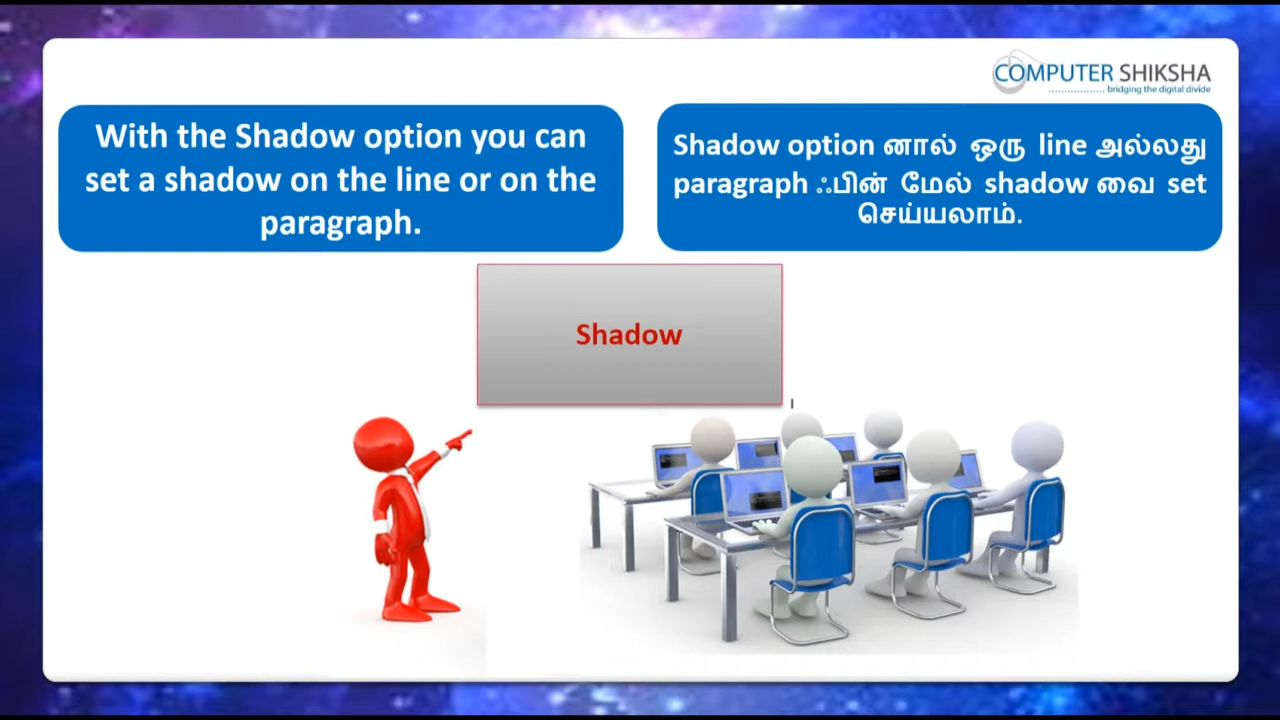 COMPUTER SHIKSHA
bridging the digital divide
With the Shadow option you can
set a shadow on the line or on the
paragraph.
Shadow option னால் ஒரு line அல்லது
paragraph ஃபின் மேல் shadow வை set
செய்யலாம்.
Shadow